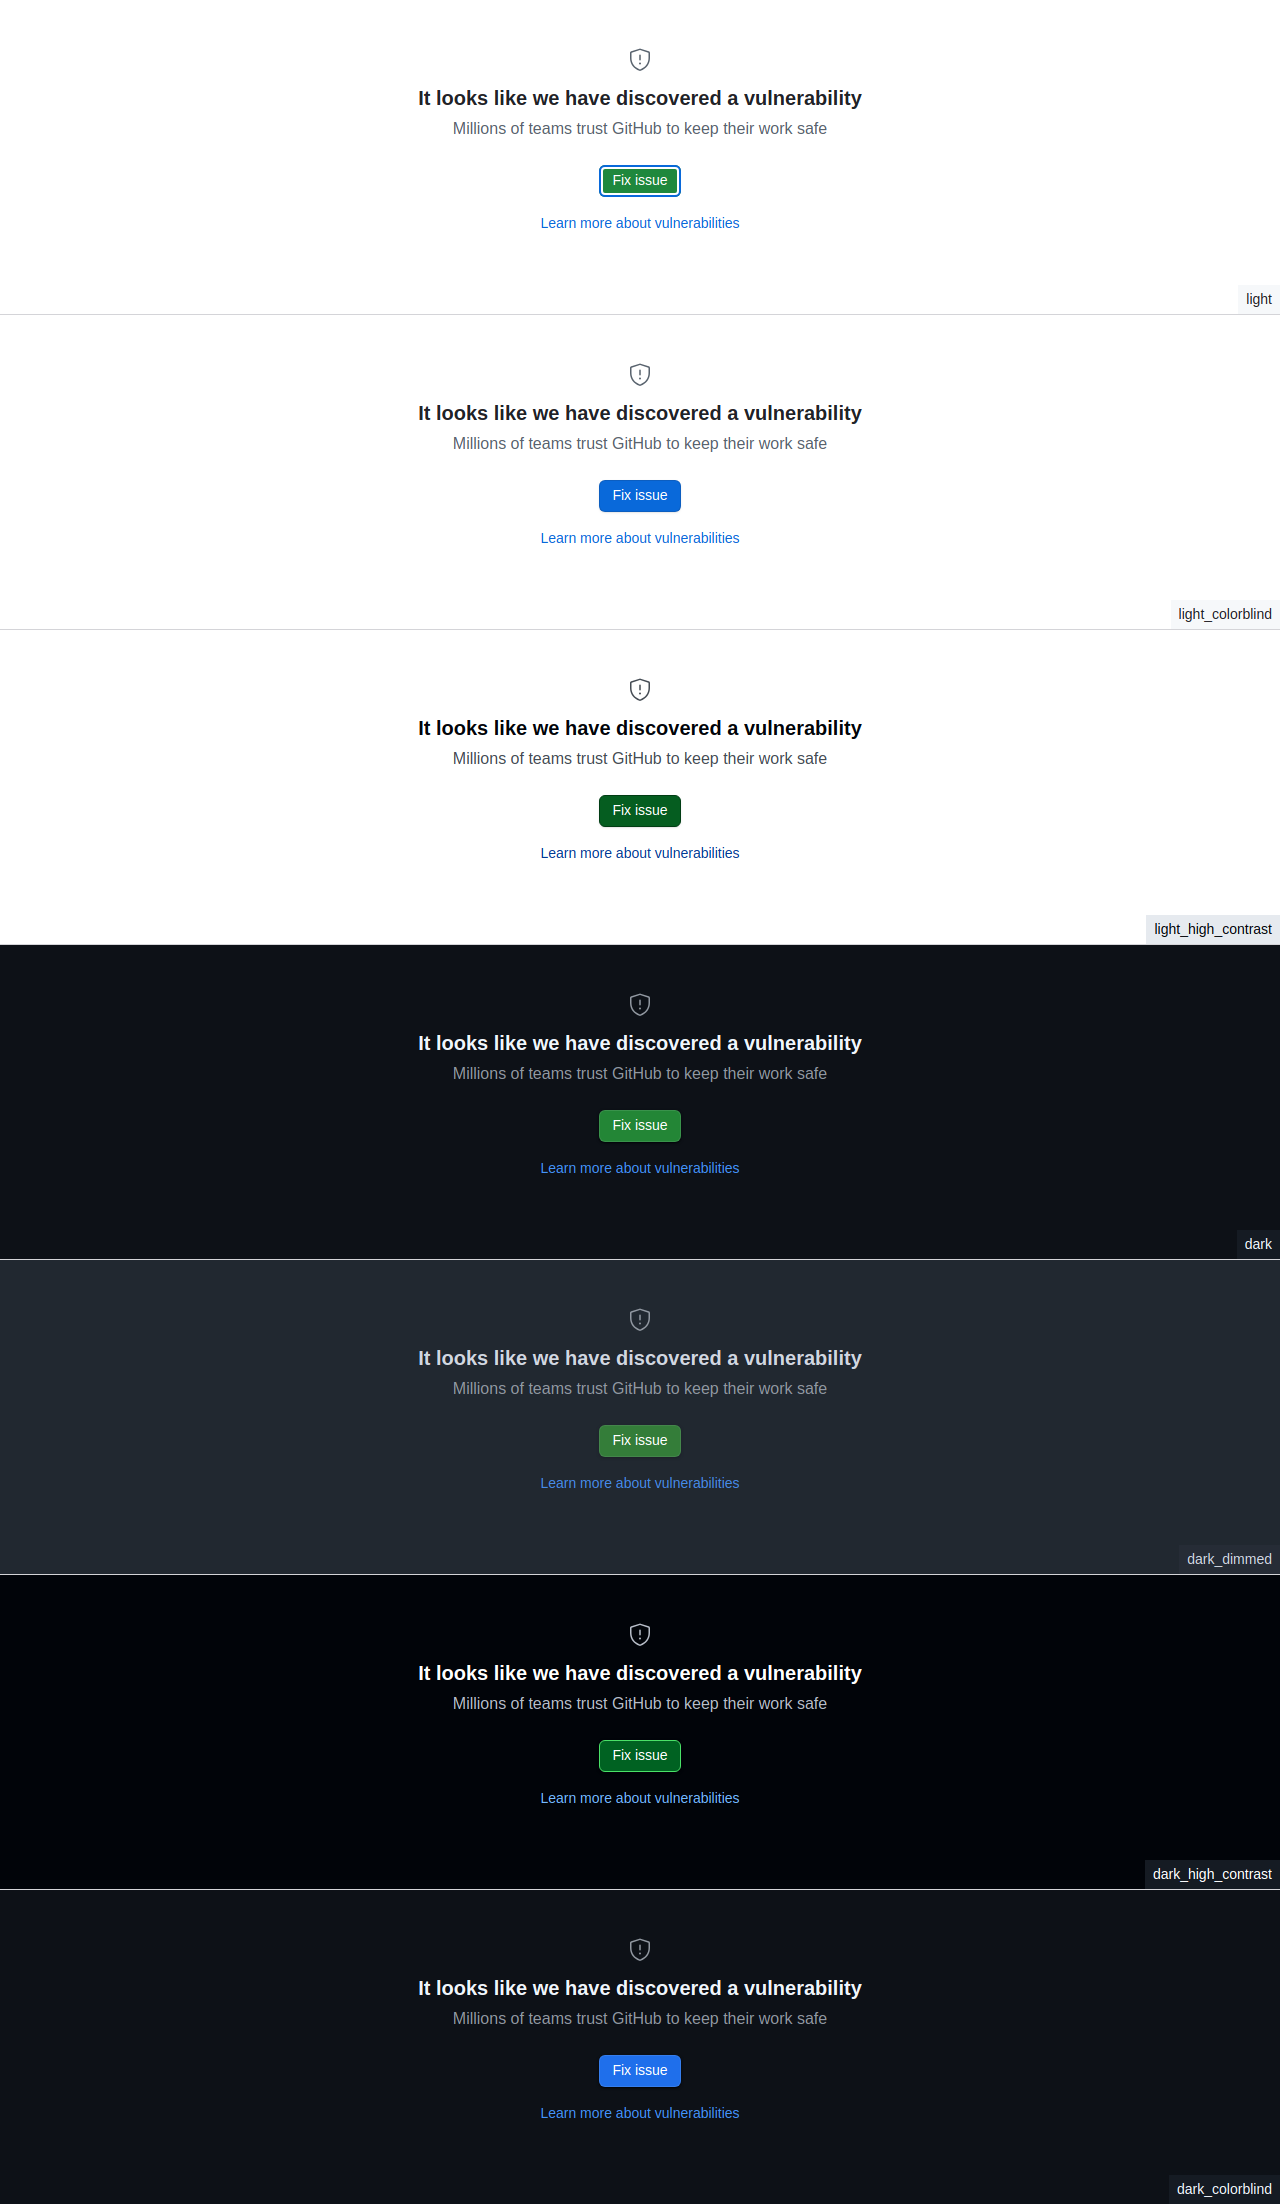 It looks like we have discovered a vulnerability
Millions of teams trust GitHub to keep their work safe
Fix issue
Learn more about vulnerabilities
light
It looks like we have discovered a vulnerability
Millions of teams trust GitHub to keep their work safe
Fix issue
Learn more about vulnerabilities
light_colorblind
It looks like we have discovered a vulnerability
Millions of teams trust GitHub to keep their work safe
Fix issue
Learn more about vulnerabilities
light_high_contrast
It looks like we have discovered a vulnerability
Millions of teams trust GitHub to keep their work safe
Fix issue
Learn more about vulnerabilities
dark
It looks like we have discovered a vulnerability
Millions of teams trust GitHub to keep their work safe
Fix issue
Learn more about vulnerabilities
dark_dimmed
It looks like we have discovered a vulnerability
Millions of teams trust GitHub to keep their work safe
Fix issue
Learn more about vulnerabilities
dark_high_contrast
It looks like we have discovered a vulnerability
Millions of teams trust GitHub to keep their work safe
Fix issue
Learn more about vulnerabilities
dark_colorblind